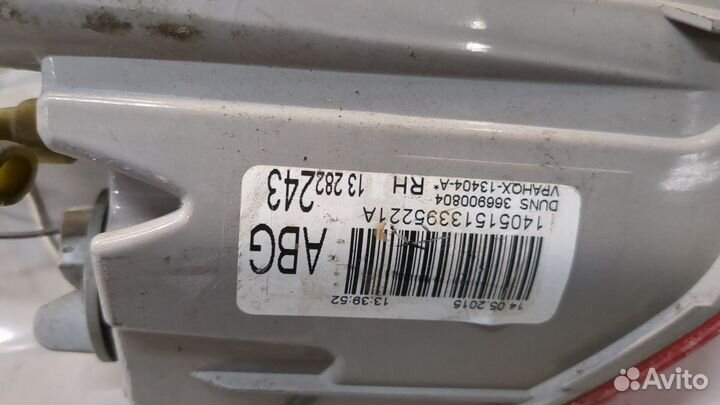 14.05.2015 13:39:52
14051513395221A
DUNS 366900804
VPAHQX-13404-A* RH 13 282 243
ABG
Avito